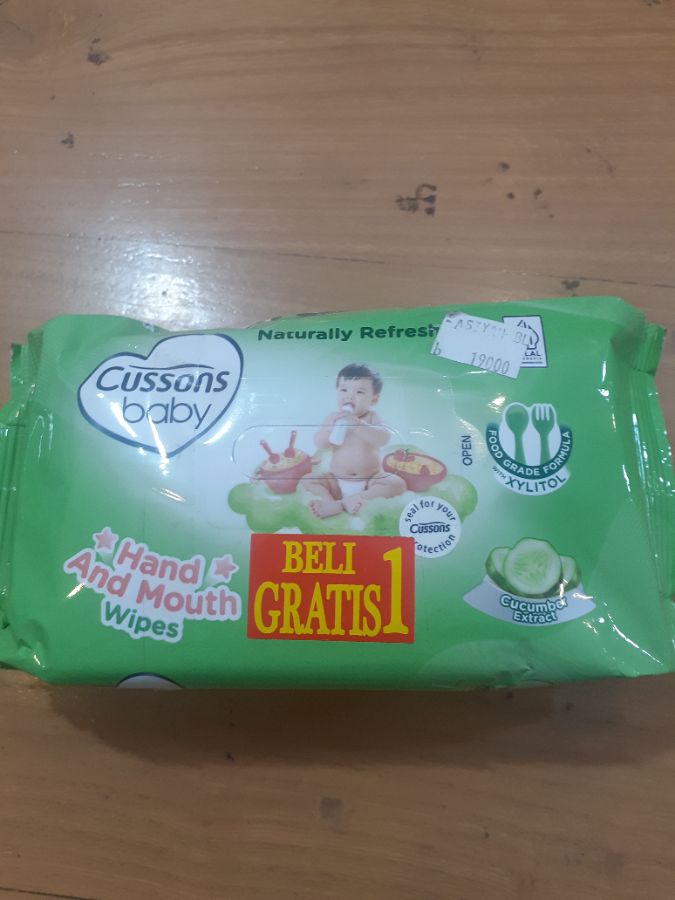 Naturally Refresh
19000
Cussons
baby
OPEN
FOOD GRADE FORMULA
WITH XYLITOL
seal for your
Cussons
Hand
And Mouth
Wipes
BELI
GRATIS 1
Cucumber
Extract